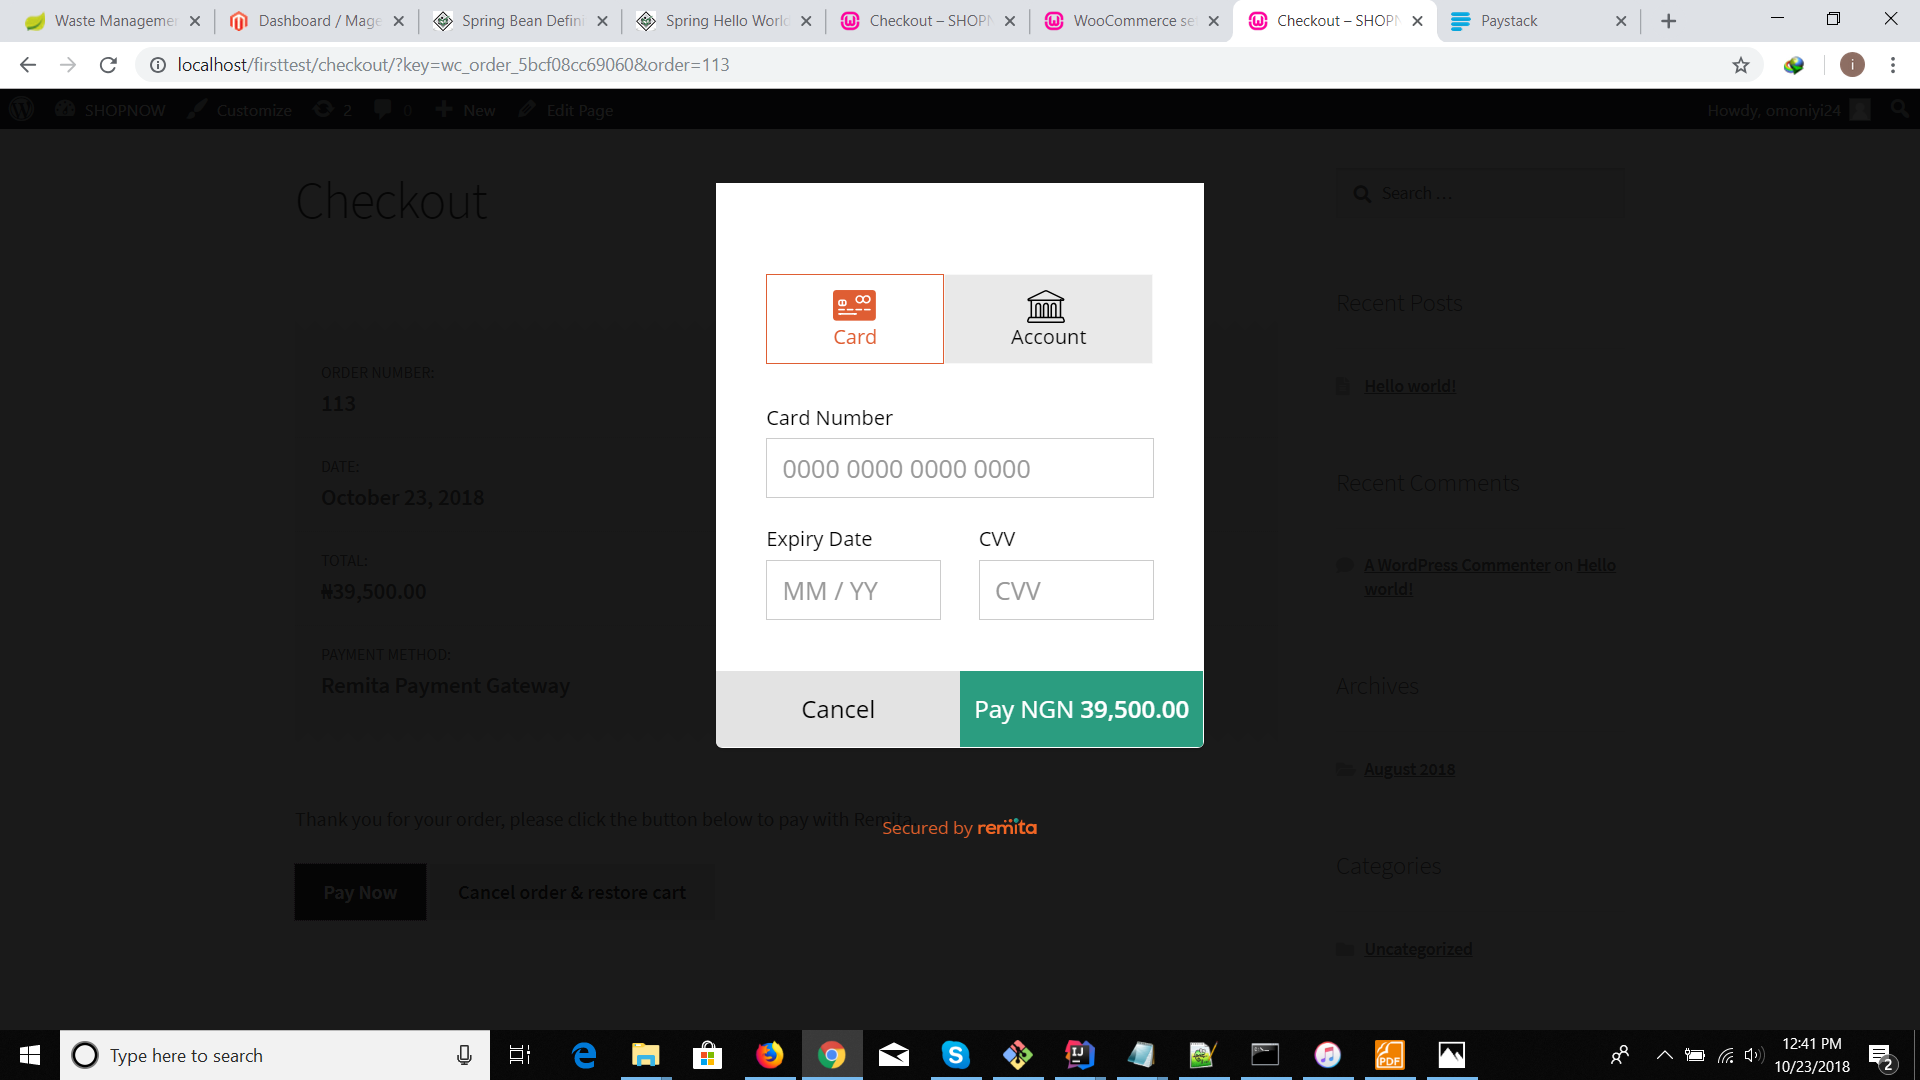 Waste Managemen
Dashboard / Mage
Spring Bean Defini
Spring Hello World
Checkout – SHOPN
WooCommerce set
Checkout – SHOPN
Paystack
localhost/firsttest/checkout/?key=wc_order_5bcf08cc69060&order=113
i
SHOPNOW
Customize
2
0
New
Edit Page
Howdy, omoniyi24
Checkout
Search …
Card
Account
Recent Posts
ORDER NUMBER:
113
Hello world!
Card Number
0000 0000 0000 0000
DATE:
October 23, 2018
Recent Comments
Expiry Date
CVV
MM / YY
CVV
TOTAL:
₦39,500.00
A WordPress Commenter on Hello
world!
PAYMENT METHOD:
Remita Payment Gateway
Archives
Cancel
Pay NGN 39,500.00
August 2018
Thank you for your order, please click the button below to pay with Remita.
Secured by remita
Categories
Pay Now
Cancel order & restore cart
Uncategorized
Type here to search
PDF
12:41 PM
10/23/2018
2